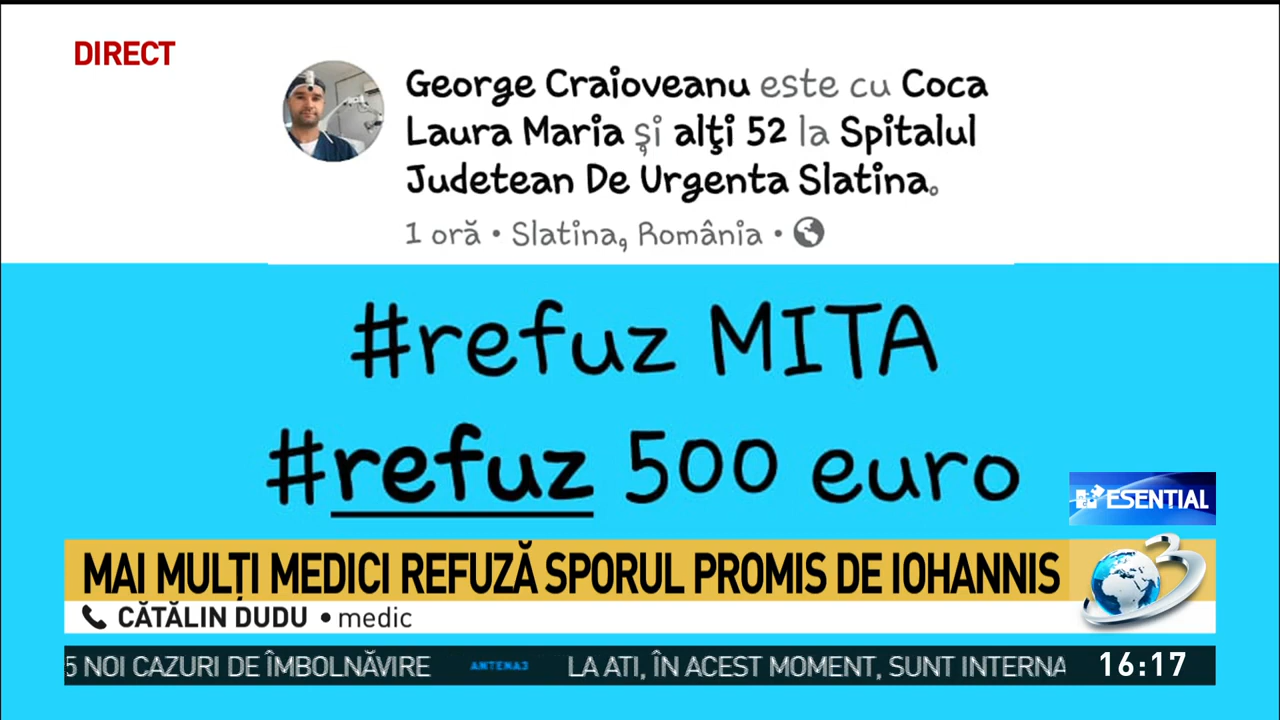 DIRECT
George Craioveanu este cu Coca
Laura Maria și alţi 52 la Spitalul
Judetean De Urgenta Slatina.
1 oră • Slatina, România •
#refuz MITA
#refuz 500 euro
ESENTIAL
MAI MULȚI MEDICI REFUZĂ SPORUL PROMIS DE IOHANNIS
3
CĂTĂLIN DUDU • medic
5 NOI CAZURI DE ÎMBOLNĂVIRE ANTENA3 LA ATI, ÎN ACEST MOMENT, SUNT INTERNA
16:17